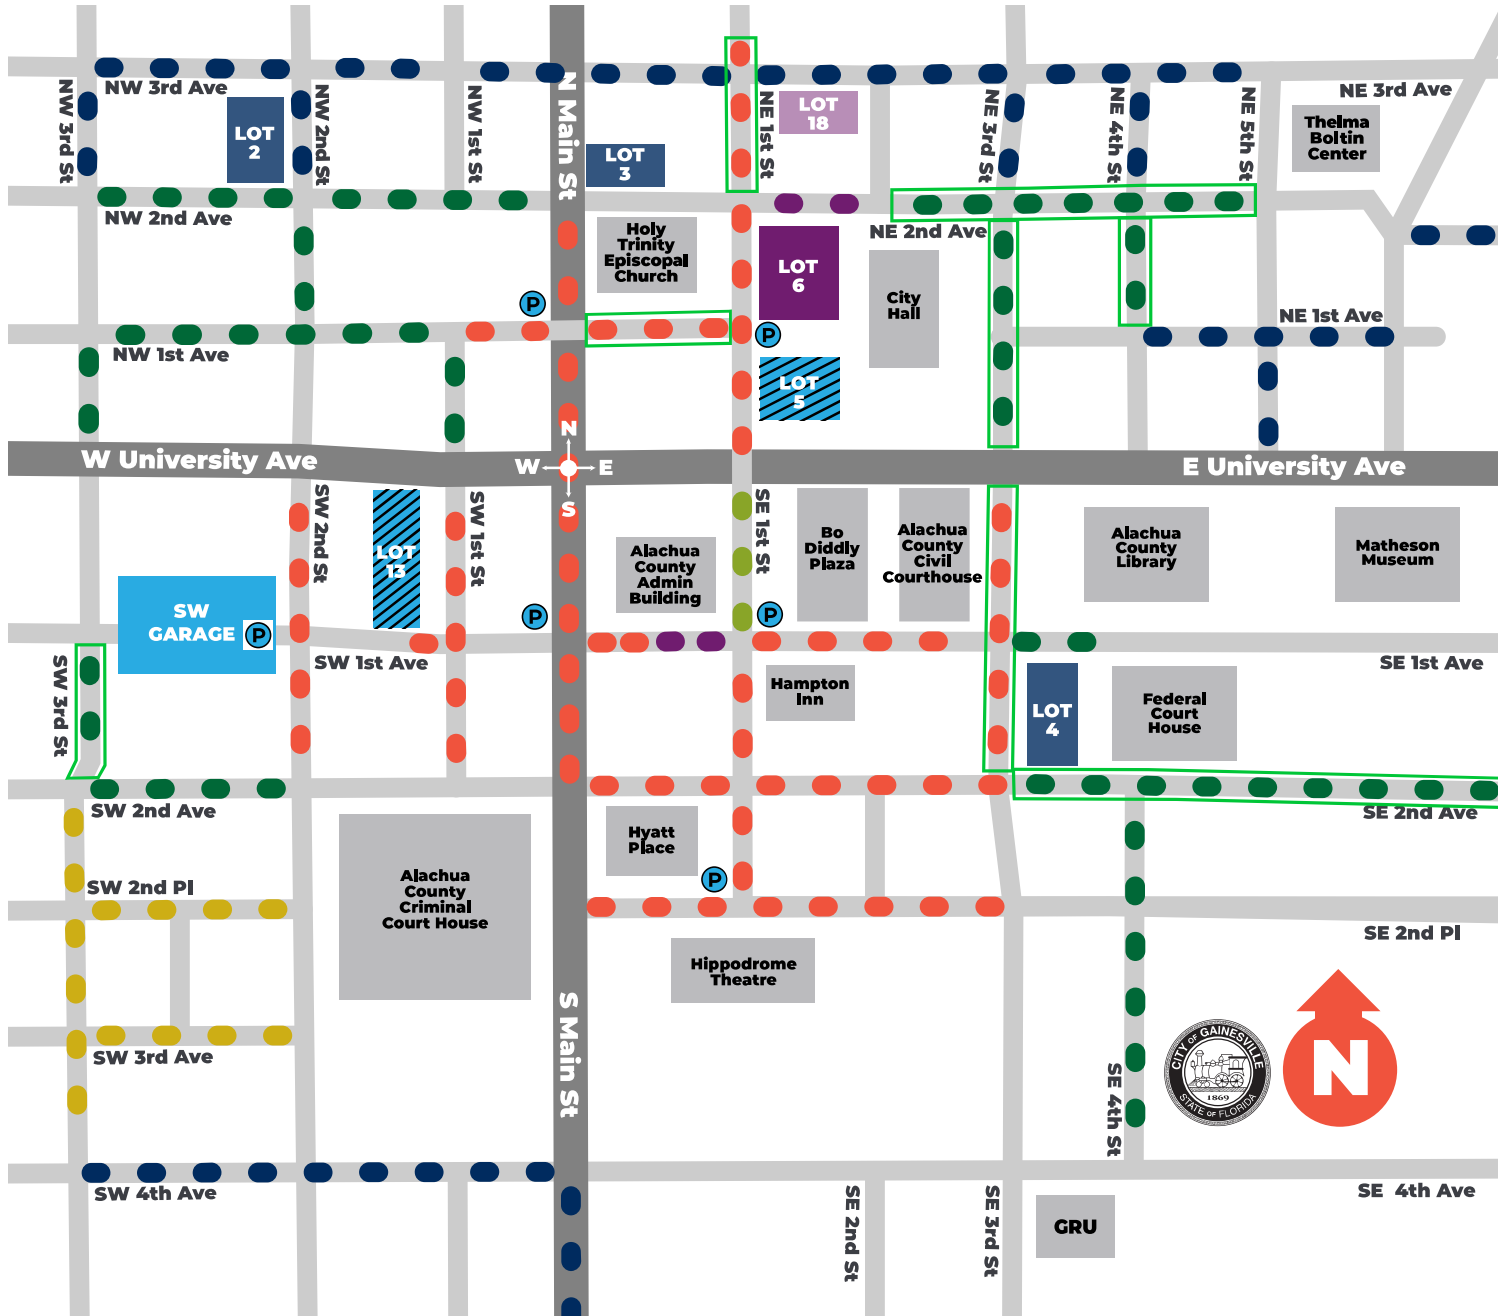 NW 3rd Ave
NE 3rd Ave
NW 3rd St
LOT
2
NW 2nd St
NW 1st St
N Main St
LOT
3
NE 1st St
LOT
18
NE 3rd St
NE 4th St
NE 5th St
Thelma
Boltin
Center
NW 2nd Ave
NE 2nd Ave
Holy
Trinity
Episcopal
Church
LOT
6
City
Hall
P
P
NW 1st Ave
NE 1st Ave
LOT
5
W University Ave
E University Ave
N
W
E
S
SW 2nd St
LOT
13
SW 1st St
SE 1st St
Alachua
County
Admin
Building
Bo
Diddly
Plaza
Alachua
County
Civil
Courthouse
Alachua
County
Library
Matheson
Museum
SW
GARAGE
P
P
P
SW 1st Ave
SE 1st Ave
SW 3rd St
Hampton
Inn
LOT
4
Federal
Court
House
SW 2nd Ave
SE 2nd Ave
Hyatt
Place
P
SW 2nd Pl
Alachua
County
Criminal
Court House
SE 2nd Pl
Hippodrome
Theatre
S Main St
SW 3rd Ave
SE 4th St
CITY OF GAINESVILLE
1869
STATE OF FLORIDA
N
SW 4th Ave
SE 4th Ave
SE 2nd St
SE 3rd St
GRU